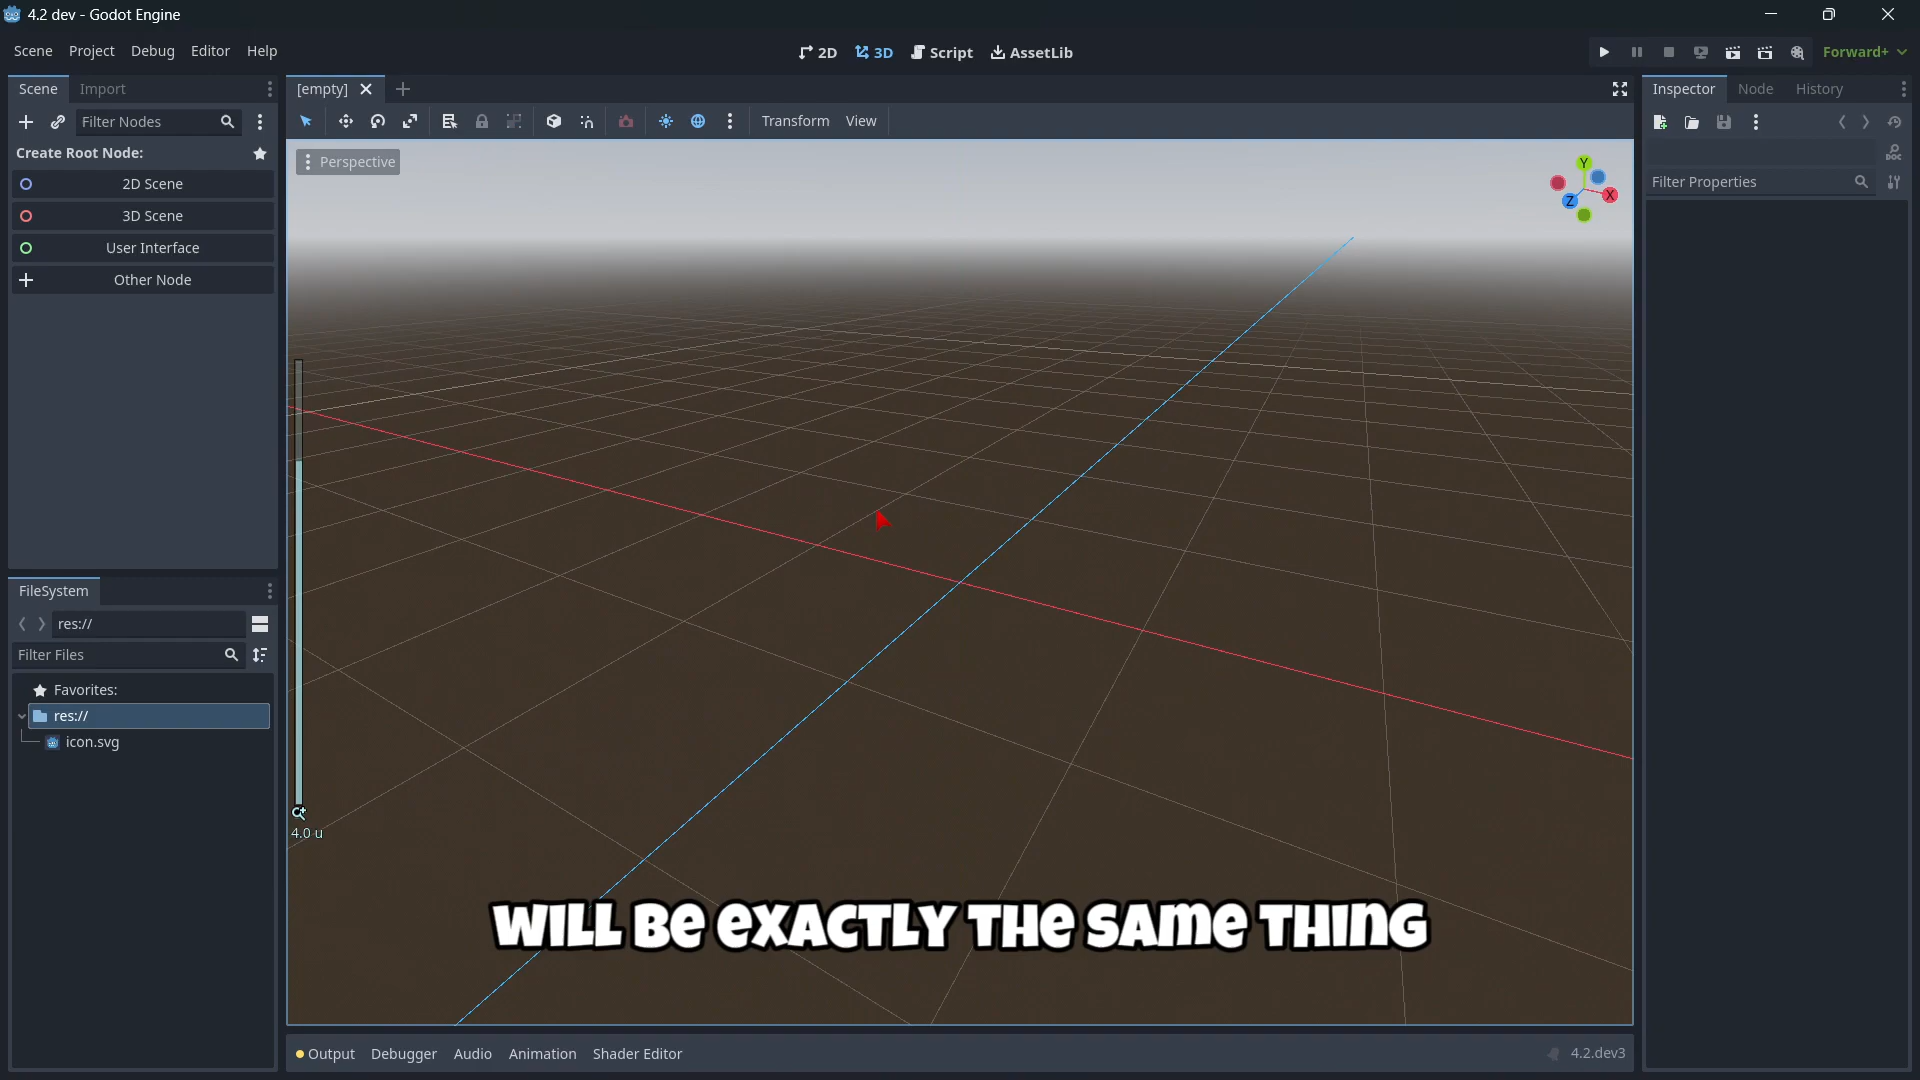 4.2 dev - Godot Engine
Scene Project Debug Editor Help
2D 3D Script AssetLib
Forward+
Scene Import
[empty]
Inspector Node History
Filter Nodes
Transform View
Create Root Node:
DOC
Perspective
Y
X
Z
2D Scene
Filter Properties
3D Scene
User Interface
Other Node
FileSystem
res://
Filter Files
Favorites:
res://
icon.svg
4.0 u
WILL BE EXACTLY THE SAME THING
Output Debugger Audio Animation Shader Editor
4.2.dev3